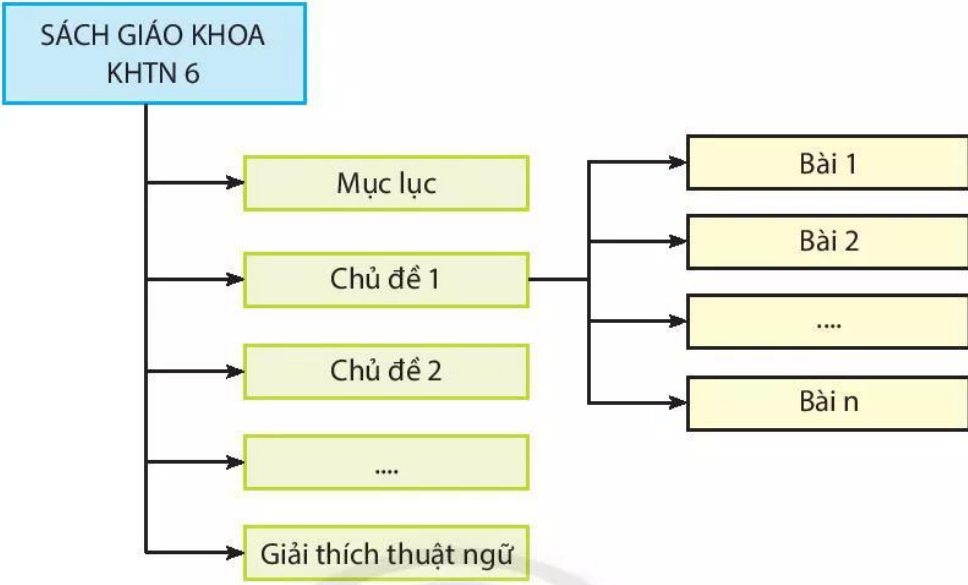 SÁCH GIÁO KHOA
KHTN 6
Mục lục
Chủ đề 1
Chủ đề 2
....
Giải thích thuật ngữ
Bài 1
Bài 2
....
Bài n